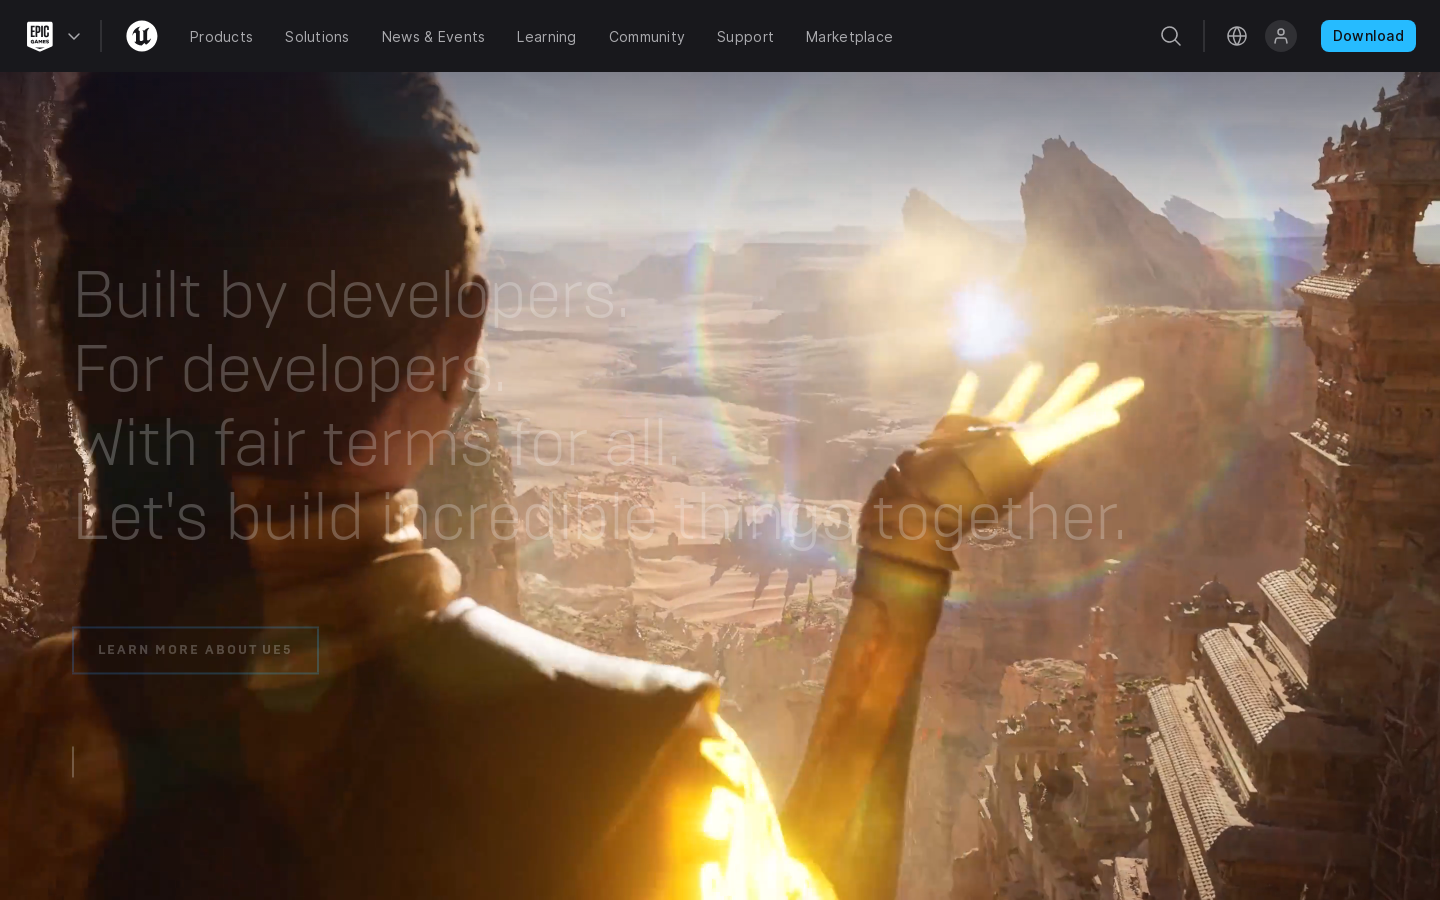 EPIC
GAMES
Products
Solutions
News & Events
Learning
Community
Support
Marketplace
Download
Built by developers.
For developers.
With fair terms for all.
Let's build incredible things together.
LEARN MORE ABOUT UE5